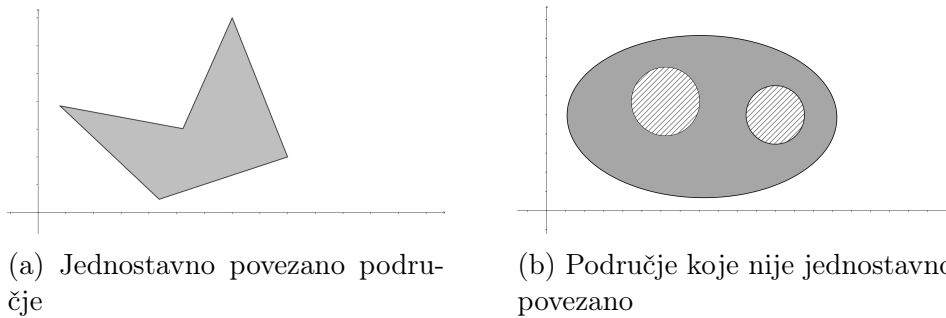 (a) Jednostavno povezano podru-
čje
(b) Područje koje nije jednostavno
povezano